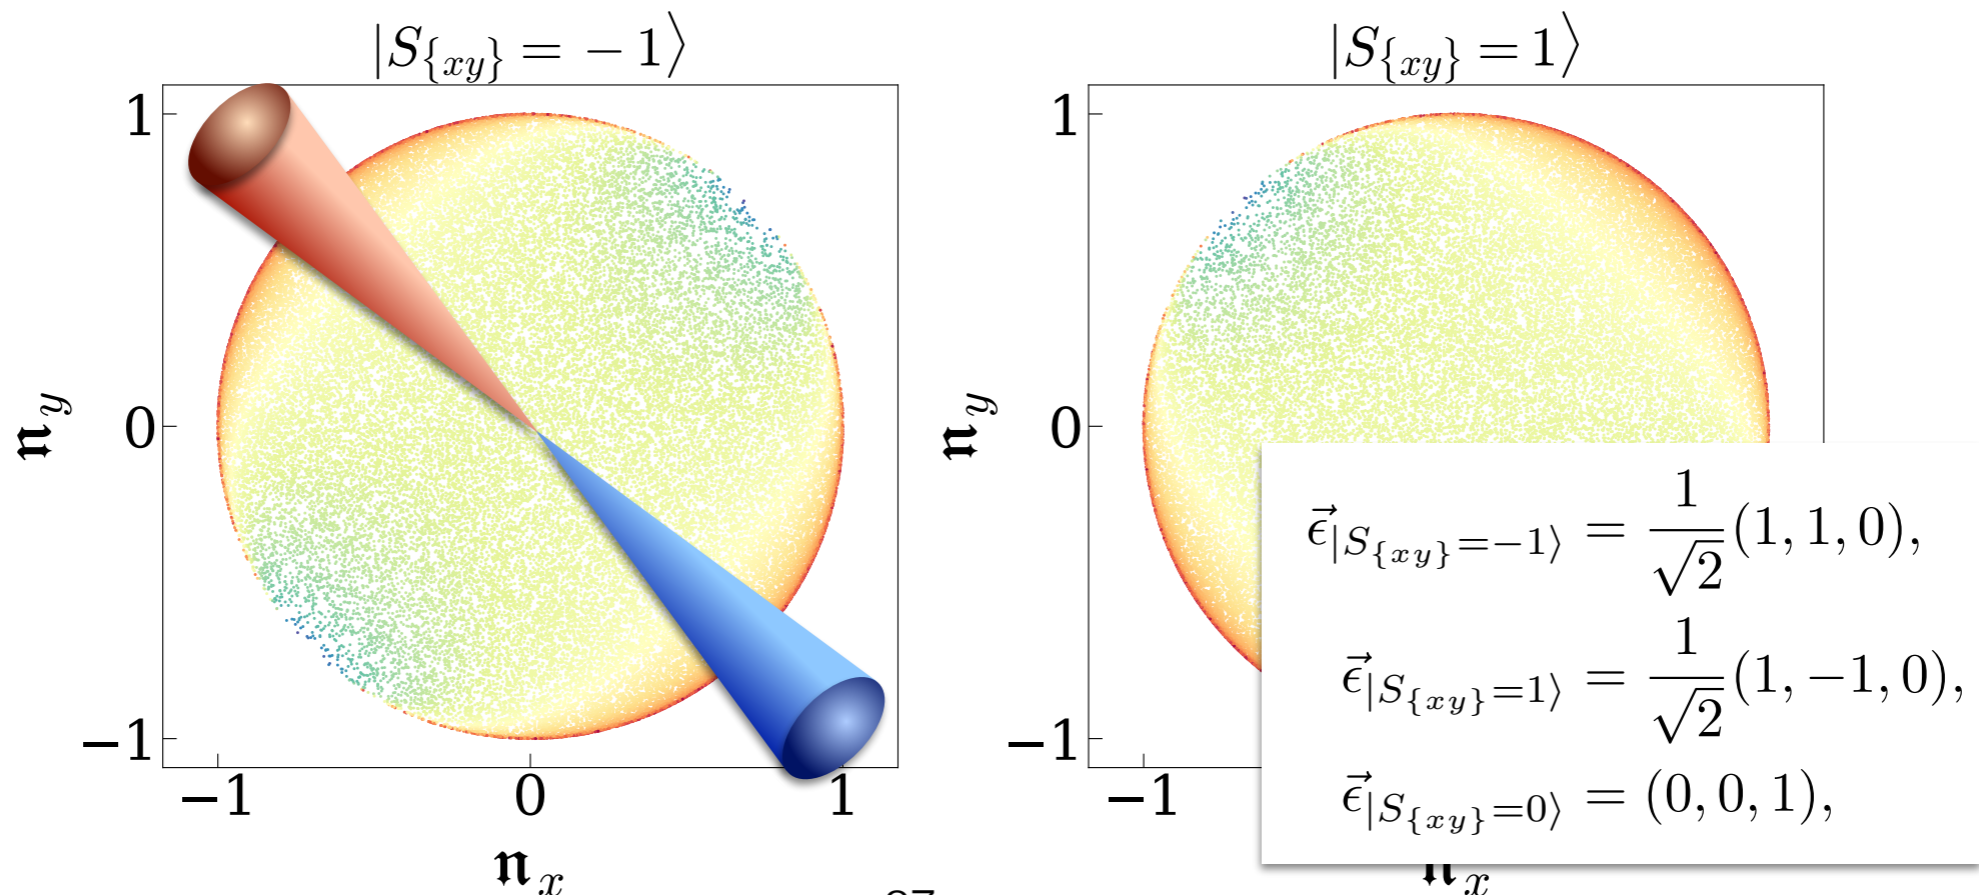 |S_{xy} = −1⟩
|S_{xy} = 1⟩
1
0
−1
𝖓_y
−1
0
1
𝖓_x
1
0
−1
𝖓_y
−1
𝖓_x
ϵ⃗_{|S_{xy}=−1⟩} = 1/√2 (1, 1, 0),
ϵ⃗_{|S_{xy}=1⟩} = 1/√2 (1, −1, 0),
ϵ⃗_{|S_{xy}=0⟩} = (0, 0, 1),